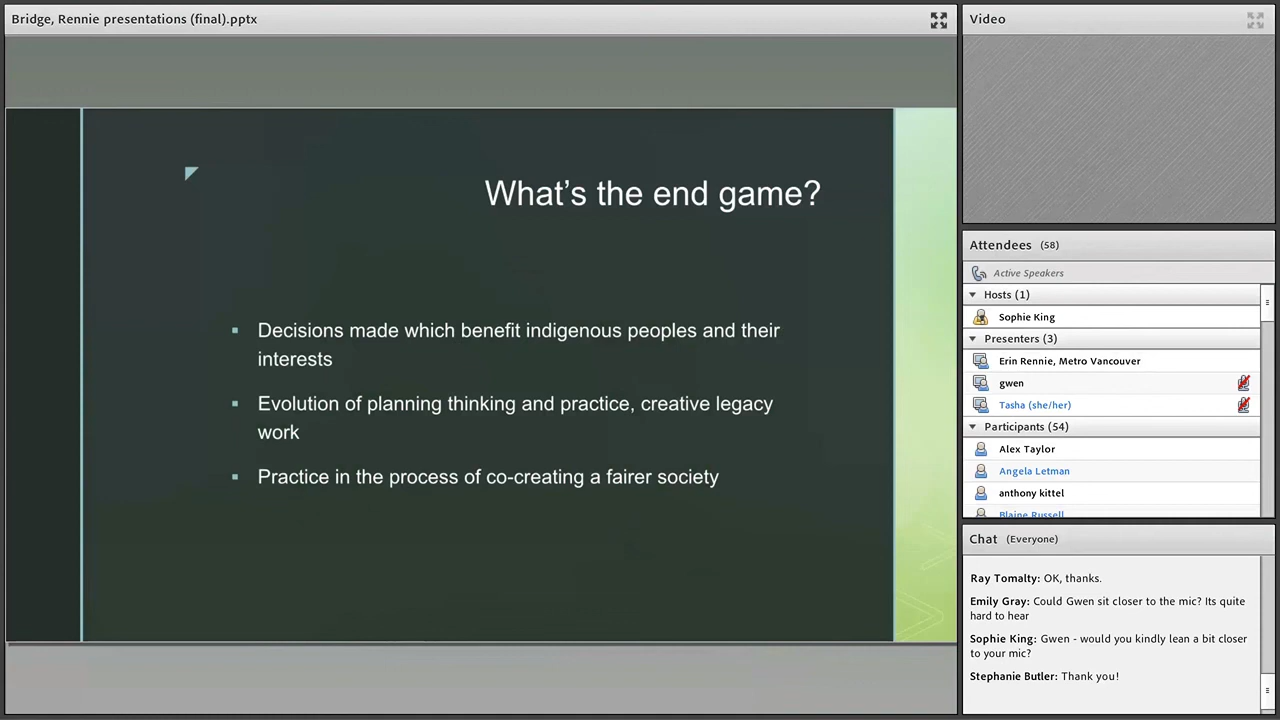 Bridge, Rennie presentations (final).pptx
What's the end game?
Decisions made which benefit indigenous peoples and their
interests
Evolution of planning thinking and practice, creative legacy
work
Practice in the process of co-creating a fairer society
Video
Attendees (58)
Active Speakers
Hosts (1)
Sophie King
Presenters (3)
Erin Rennie, Metro Vancouver
gwen
Tasha (she/her)
Participants (54)
Alex Taylor
Angela Letman
anthony kittel
Blaine Russell
Chat (Everyone)
Ray Tomalty: OK, thanks.
Emily Gray: Could Gwen sit closer to the mic? Its quite
hard to hear
Sophie King: Gwen - would you kindly lean a bit closer
to your mic?
Stephanie Butler: Thank you!